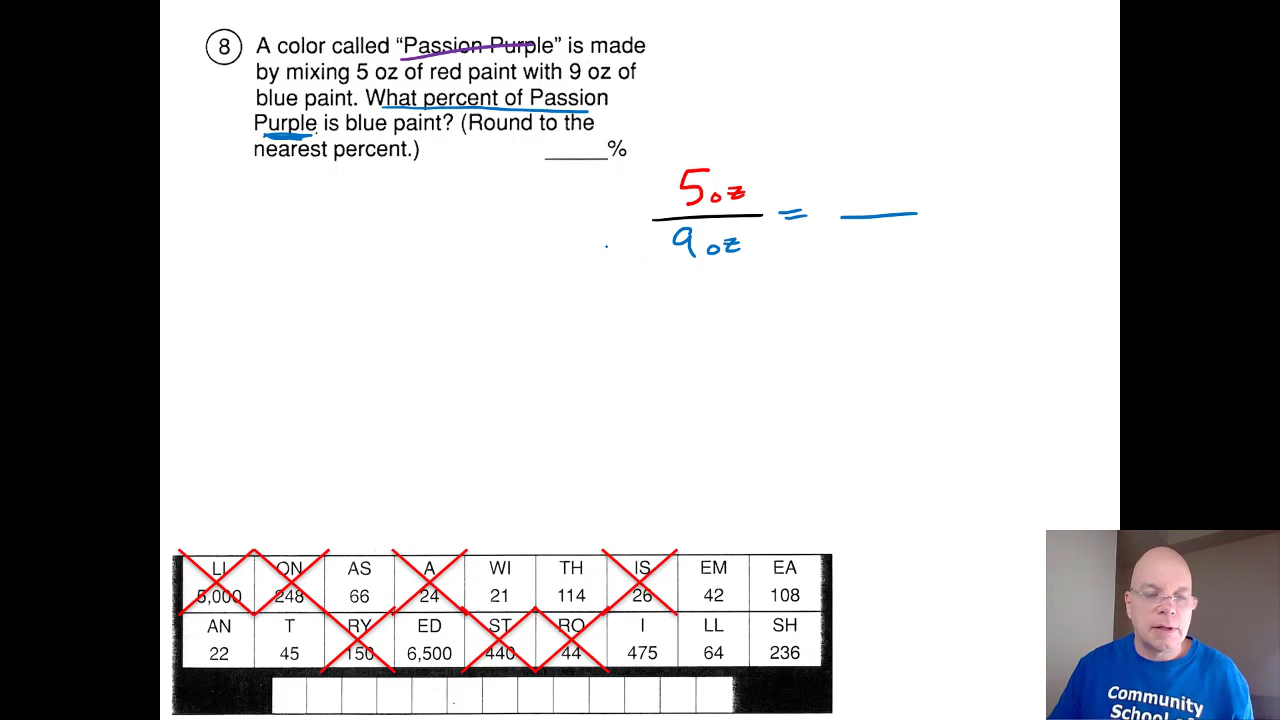 8 A color called “Passion Purple” is made
by mixing 5 oz of red paint with 9 oz of
blue paint. What percent of Passion
Purple is blue paint? (Round to the
nearest percent.) ______%
5oz
=
9oz
LI ON AS A WI TH IS EM EA
5,000 248 66 24 21 114 26 42 108
AN T RY ED ST RO I LL SH
22 45 150 6,500 440 44 475 64 236
Community
School